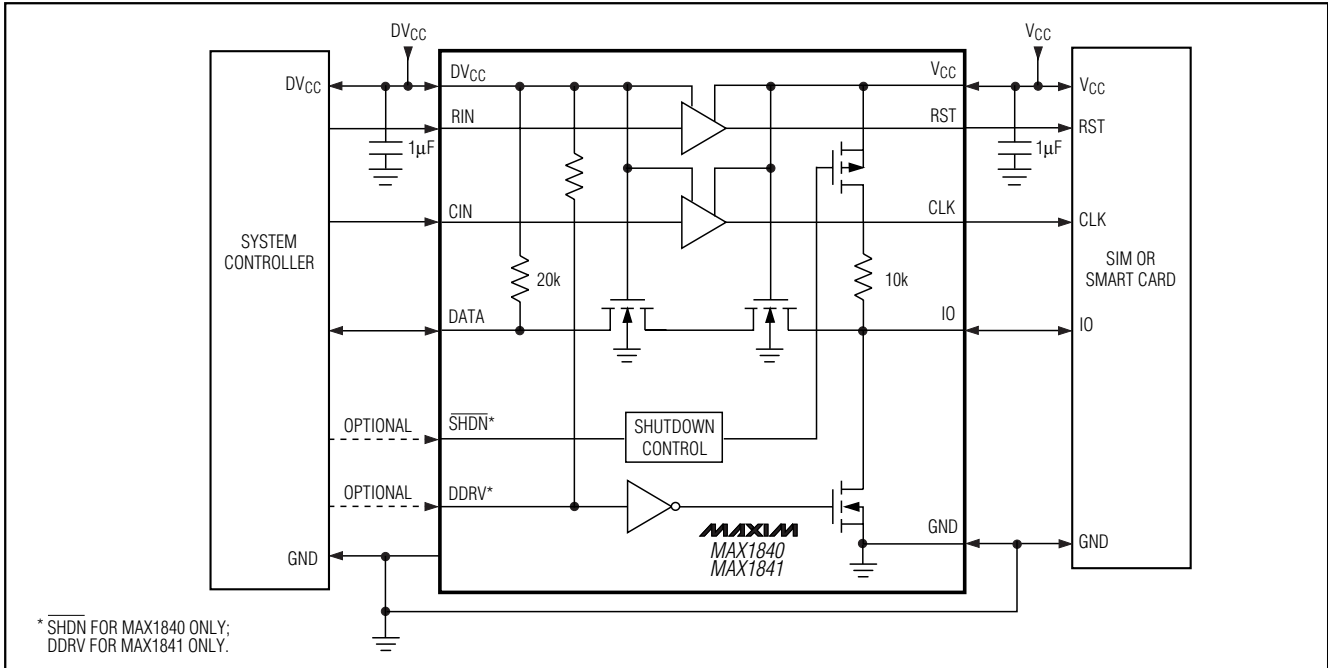 DVCC
VCC
DVCC
DVCC
VCC
VCC
RIN
RST
RST
1µF
1µF
CIN
CLK
CLK
SYSTEM
CONTROLLER
SIM OR
SMART CARD
20k
10k
DATA
IO
IO
OPTIONAL
SHDN*
SHUTDOWN
CONTROL
OPTIONAL
DDRV*
MAXIM
MAX1840
MAX1841
GND
GND
GND
* SHDN FOR MAX1840 ONLY;
DDRV FOR MAX1841 ONLY.